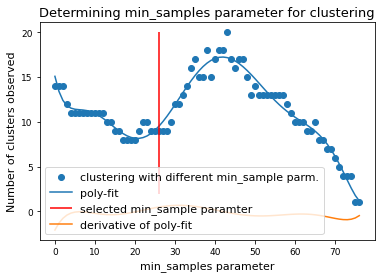 Determining min_samples parameter for clustering
Number of clusters observed
20
15
10
5
0
clustering with different min_sample parm.
poly-fit
selected min_sample paramter
derivative of poly-fit
0 10 20 30 40 50 60 70
min_samples parameter